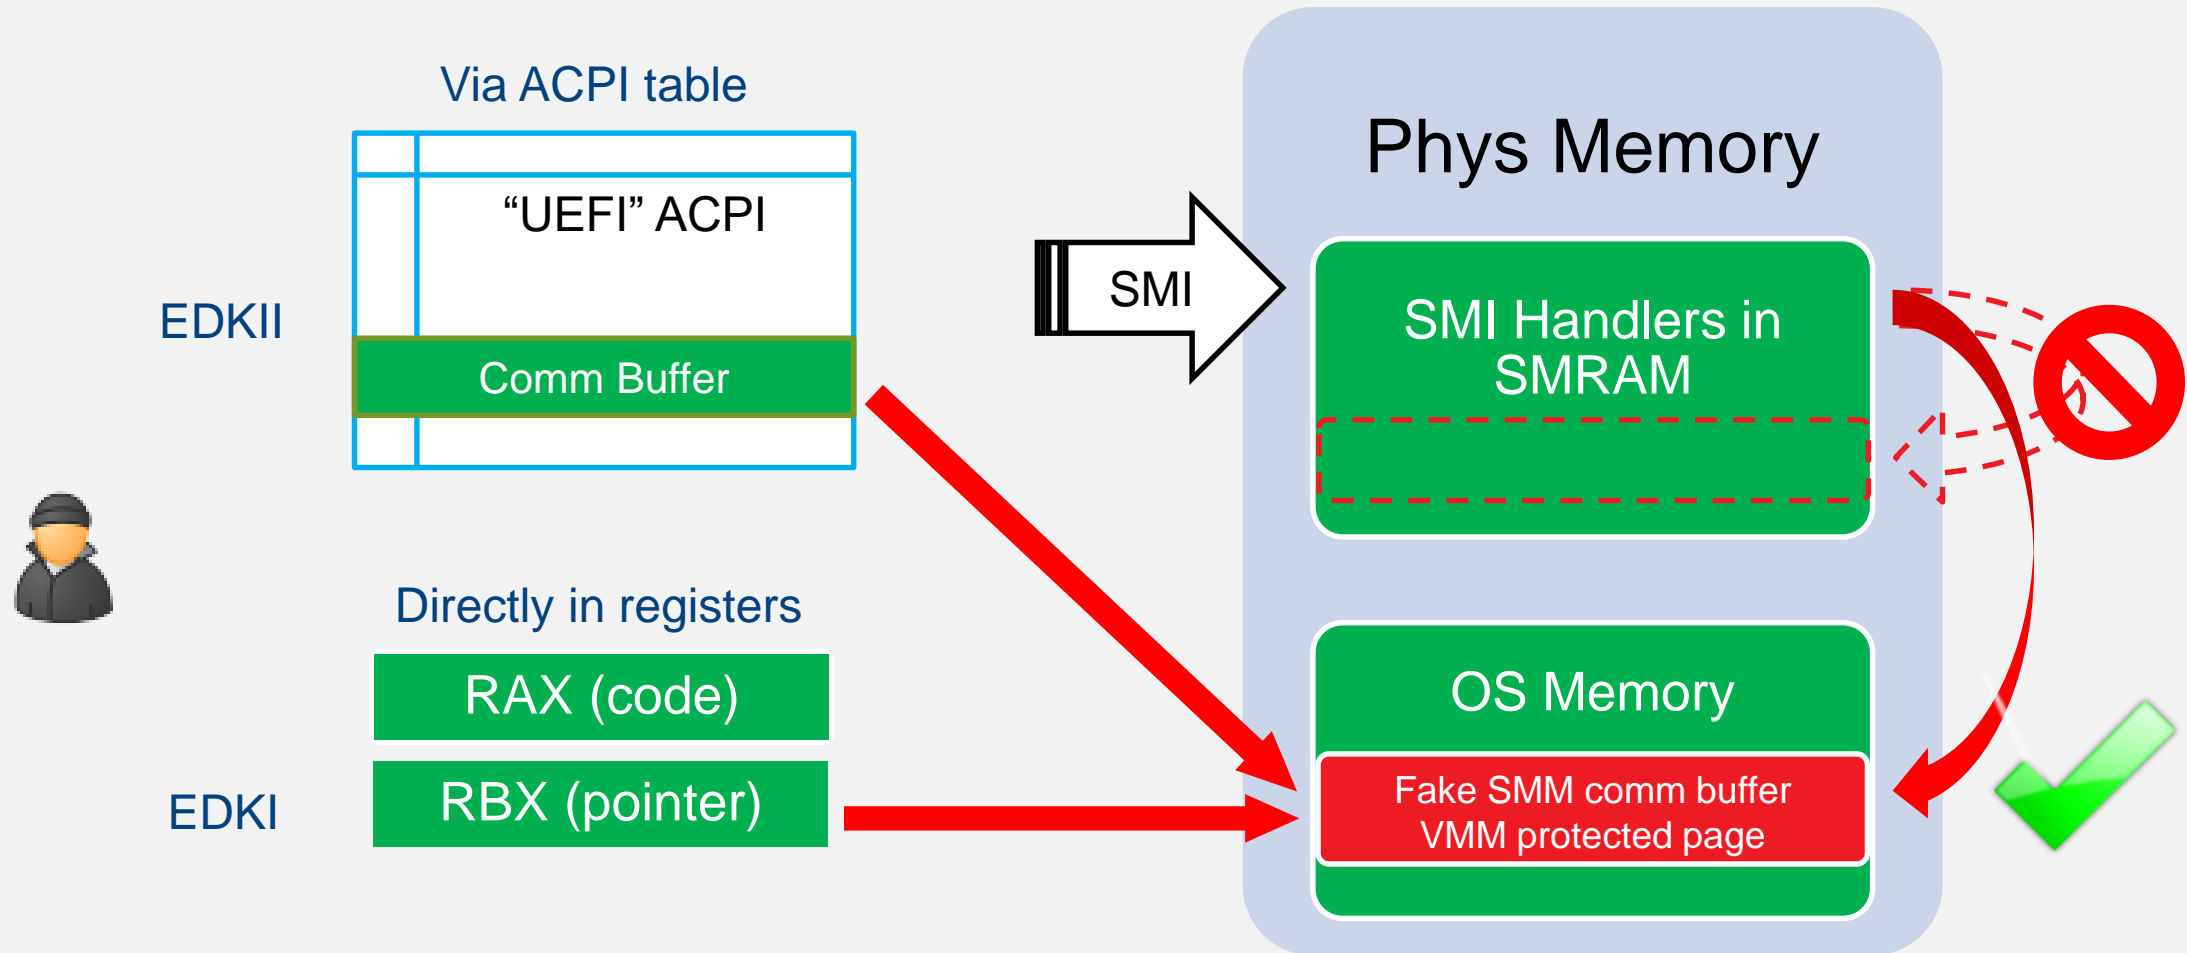 Via ACPI table
“UEFI” ACPI
EDKII
Comm Buffer
Directly in registers
RAX (code)
EDKI
RBX (pointer)
SMI
Phys Memory
SMI Handlers in
SMRAM
OS Memory
Fake SMM comm buffer
VMM protected page